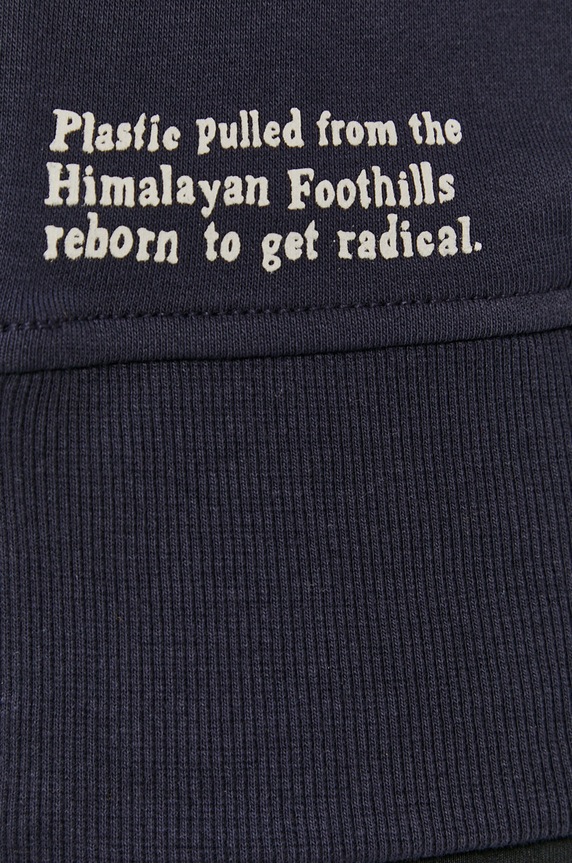 Plastic pulled from the
Himalayan Foothills
reborn to get radical.